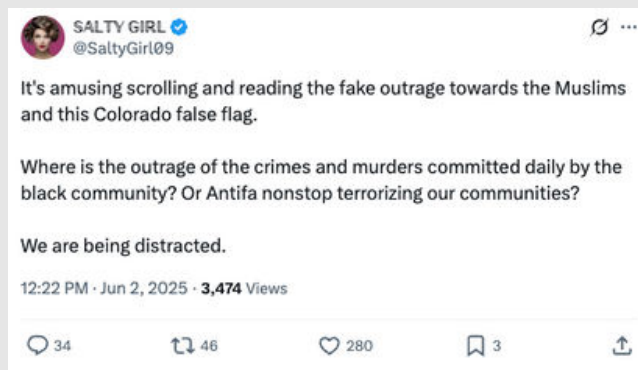 SALTY GIRL
@SaltyGirl09
It's amusing scrolling and reading the fake outrage towards the Muslims
and this Colorado false flag.
Where is the outrage of the crimes and murders committed daily by the
black community? Or Antifa nonstop terrorizing our communities?
We are being distracted.
12:22 PM · Jun 2, 2025 · 3,474 Views
34 46 280 3